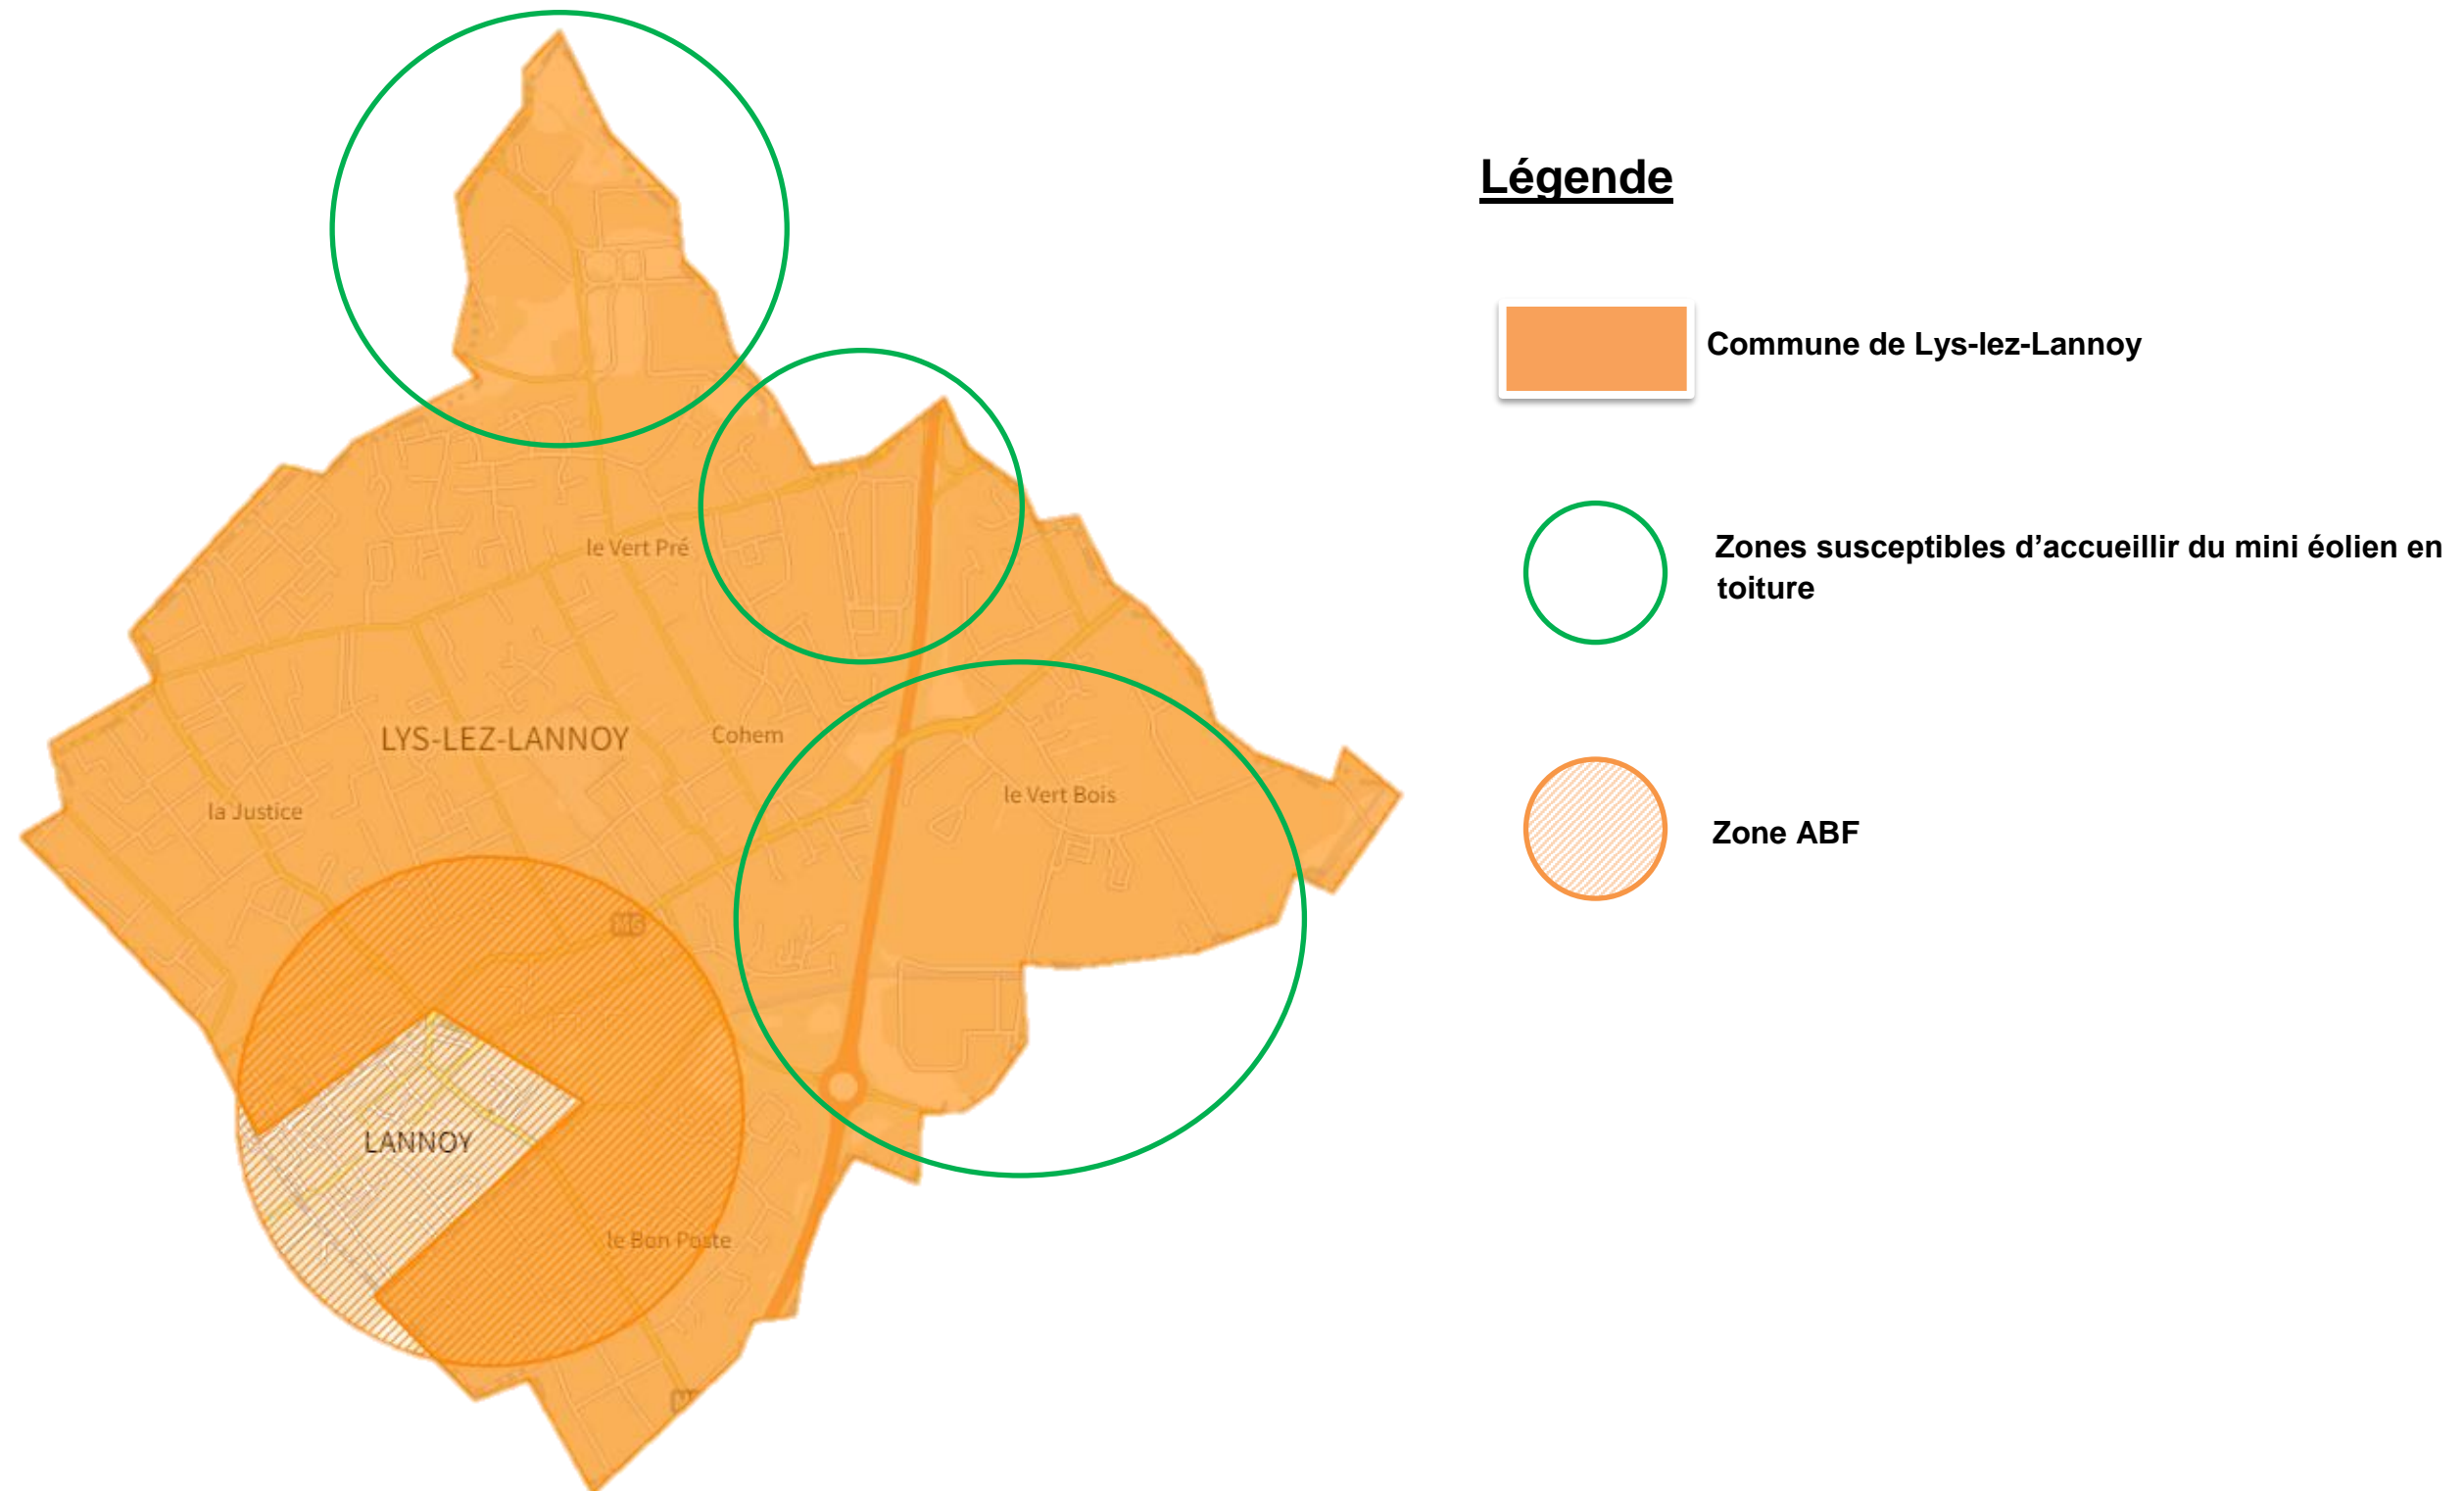 Légende
Commune de Lys-lez-Lannoy
Zones susceptibles d’accueillir du mini éolien en
toiture
Zone ABF
le Vert Pré
LYS-LEZ-LANNOY
Cohem
le Vert Bois
la Justice
M6
LANNOY
le Bon Poste